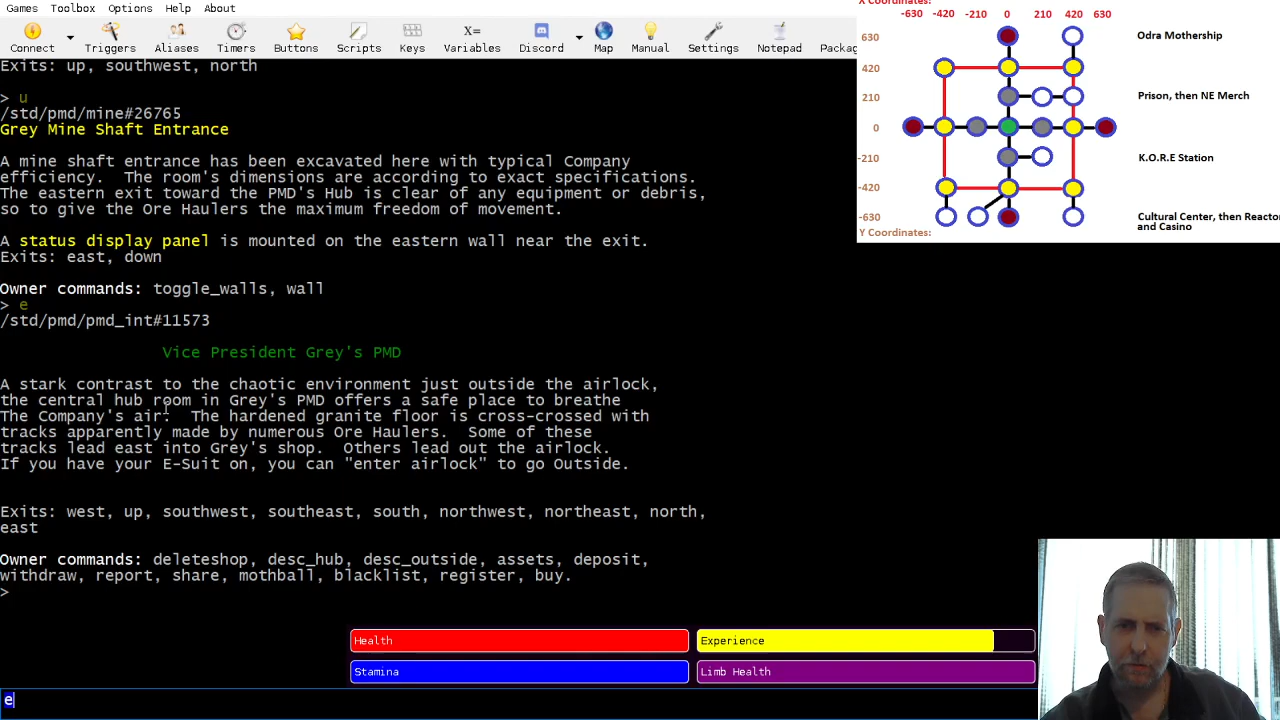 Games Toolbox Options Help About
Connect Triggers Aliases Timers Buttons Scripts Keys Variables Discord Map Manual Settings Notepad Packag
Exits: up, southwest, north
> u
/std/pmd/mine#26765
Grey Mine Shaft Entrance
A mine shaft entrance has been excavated here with typical Company
efficiency. The room's dimensions are according to exact specifications.
The eastern exit toward the PMD's Hub is clear of any equipment or debris,
so to give the Ore Haulers the maximum freedom of movement.
A status display panel is mounted on the eastern wall near the exit.
Exits: east, down
Owner commands: toggle_walls, wall
> e
/std/pmd/pmd_int#11573
Vice President Grey's PMD
A stark contrast to the chaotic environment just outside the airlock,
the central hub room in Grey's PMD offers a safe place to breathe
The Company's air. The hardened granite floor is cross-crossed with
tracks apparently made by numerous Ore Haulers. Some of these
tracks lead east into Grey's shop. Others lead out the airlock.
If you have your E-Suit on, you can "enter airlock" to go Outside.
Exits: west, up, southwest, southeast, south, northwest, northeast, north,
east
Owner commands: deleteshop, desc_hub, desc_outside, assets, deposit,
withdraw, report, share, mothball, blacklist, register, buy.
>
Health
Experience
Stamina
Limb Health
e
X Coordinates:
-630 -420 -210 0 210 420 630
630 Odra Mothership
420
210 Prison, then NE Merch
0
-210 K.O.R.E Station
-420
-630 Cultural Center, then Reacto
and Casino
Y Coordinates: